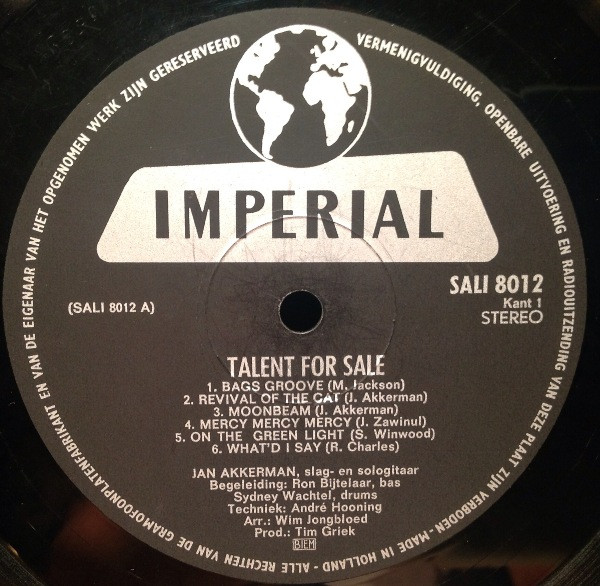 ALLE RECHTEN VAN DE GRAMOFOONPLATENFABRIKANT EN VAN DE EIGENAAR VAN HET OPGENOMEN WERK ZIJN GERESERVEERD
VERMENIGVULDIGING, OPENBARE UITVOERING EN RADIOUITZENDING VAN DEZE PLAAT ZIJN VERBODEN - MADE IN HOLLAND -
IMPERIAL
SALI 8012
Kant 1
STEREO
(SALI 8012 A)
TALENT FOR SALE
1. BAGS GROOVE (M. Jackson)
2. REVIVAL OF THE CAT (J. Akkerman)
3. MOONBEAM (J. Akkerman)
4. MERCY MERCY MERCY (J. Zawinul)
5. ON THE GREEN LIGHT (S. Winwood)
6. WHAT'D I SAY (R. Charles)
JAN AKKERMAN, slag- en sologitaar
Begeleiding: Ron Bijtelaar, bas
Sydney Wachtel, drums
Techniek: André Hooning
Arr.: Wim Jongbloed
Prod.: Tim Griek
BIEM